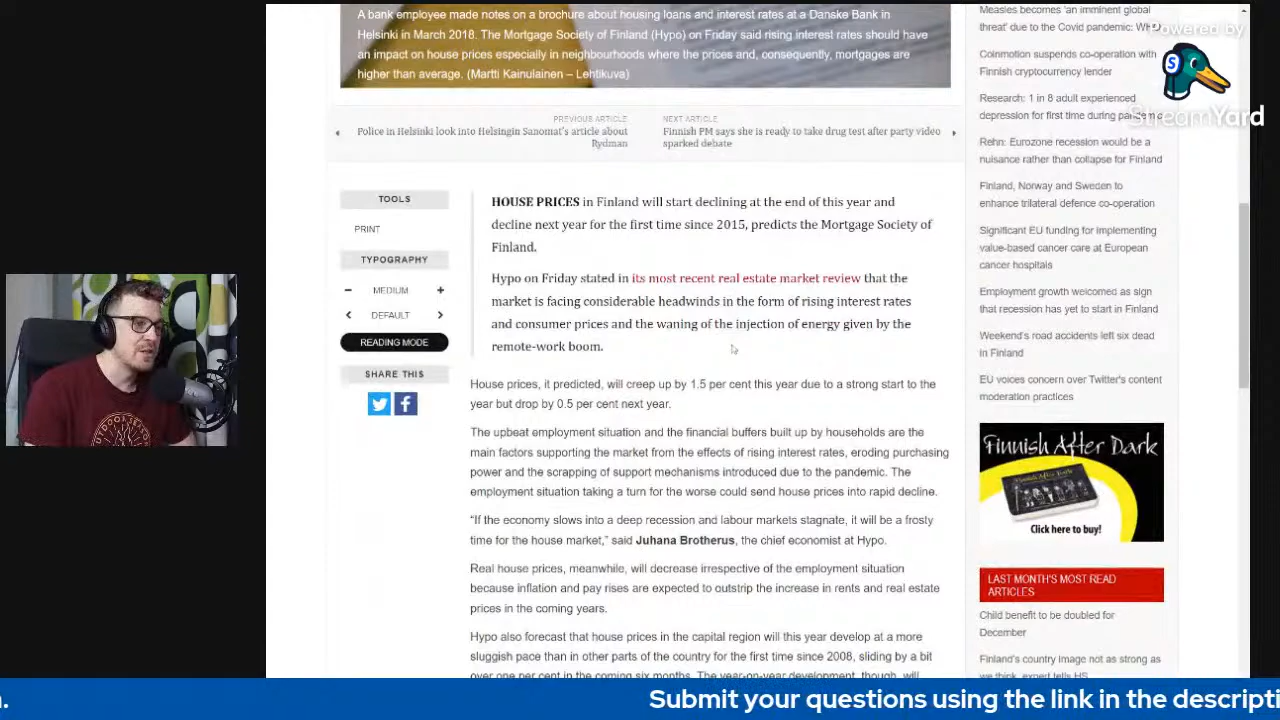 A bank employee made notes on a brochure about housing loans and interest rates at a Danske Bank in
Helsinki in March 2018. The Mortgage Society of Finland (Hypo) on Friday said rising interest rates should have
an impact on house prices especially in neighbourhoods where the prices and, consequently, mortgages are
higher than average. (Martti Kainulainen – Lehtikuva)
PREVIOUS ARTICLE
Police in Helsinki look into Helsingin Sanomat's article about
Rydman
NEXT ARTICLE
Finnish PM says she is ready to take drug test after party video
sparked debate
TOOLS
PRINT
TYPOGRAPHY
− MEDIUM +
DEFAULT
READING MODE
SHARE THIS
HOUSE PRICES in Finland will start declining at the end of this year and
decline next year for the first time since 2015, predicts the Mortgage Society of
Finland.
Hypo on Friday stated in its most recent real estate market review that the
market is facing considerable headwinds in the form of rising interest rates
and consumer prices and the waning of the injection of energy given by the
remote-work boom.
House prices, it predicted, will creep up by 1.5 per cent this year due to a strong start to the
year but drop by 0.5 per cent next year.
The upbeat employment situation and the financial buffers built up by households are the
main factors supporting the market from the effects of rising interest rates, eroding purchasing
power and the scrapping of support mechanisms introduced due to the pandemic. The
employment situation taking a turn for the worse could send house prices into rapid decline.
“If the economy slows into a deep recession and labour markets stagnate, it will be a frosty
time for the house market,” said Juhana Brotherus, the chief economist at Hypo.
Real house prices, meanwhile, will decrease irrespective of the employment situation
because inflation and pay rises are expected to outstrip the increase in rents and real estate
prices in the coming years.
Hypo also forecast that house prices in the capital region will this year develop at a more
sluggish pace than in other parts of the country for the first time since 2008, sliding by a bit
over one per cent in the coming six months. The year-on-year development, though, will
Measles becomes 'an imminent global
threat' due to the Covid pandemic: WHO
Coinmotion suspends co-operation with
Finnish cryptocurrency lender
Research: 1 in 8 adult experienced
depression for first time during pandemic
Rehn: Eurozone recession would be a
nuisance rather than collapse for Finland
Finland, Norway and Sweden to
enhance trilateral defence co-operation
Significant EU funding for implementing
value-based cancer care at European
cancer hospitals
Employment growth welcomed as sign
that recession has yet to start in Finland
Weekend's road accidents left six dead
in Finland
EU voices concern over Twitter's content
moderation practices
Finnish After Dark
Click here to buy!
LAST MONTH'S MOST READ
ARTICLES
Child benefit to be doubled for
December
Finland's country image not as strong as
we think, expert tells HS
Powered by
S
StreamYard
n. Submit your questions using the link in the descripti